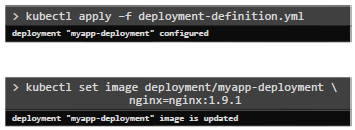 > kubectl apply –f deployment-definition.yml
deployment "myapp-deployment" configured
> kubectl set image deployment/myapp-deployment \
nginx=nginx:1.9.1
deployment "myapp-deployment" image is updated